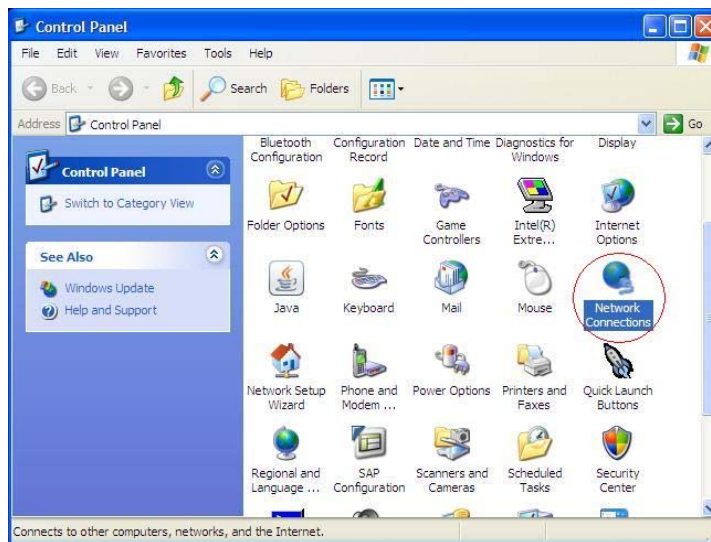 Control Panel
File Edit View Favorites Tools Help
Back Search Folders
Address Control Panel Go
Control Panel
Switch to Category View
See Also
Windows Update
Help and Support
Bluetooth Configuration Date and Time Diagnostics for Display
Configuration Record Windows
Folder Options Fonts Game Intel(R) Internet
Controllers Extre... Options
Java Keyboard Mail Mouse Network
Connections
Network Setup Phone and Power Options Printers and Quick Launch
Wizard Modem ... Faxes Buttons
Regional and SAP Scanners and Scheduled Security
Language ... Configuration Cameras Tasks Center
Connects to other computers, networks, and the Internet.